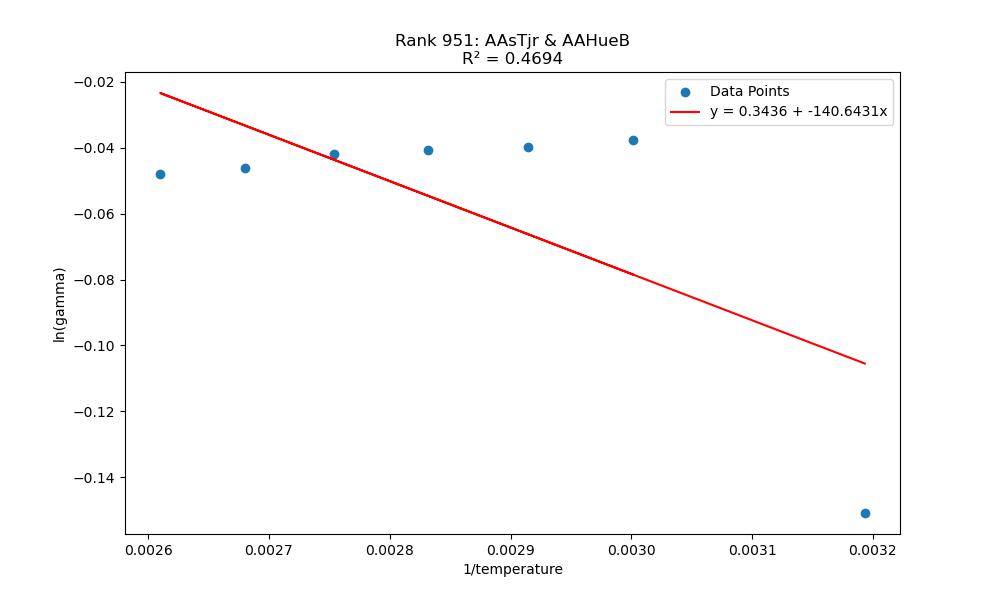 Rank 951: AAsTjr & AAHueB
R² = 0.4694
Data Points
y = 0.3436 + -140.6431x
ln(gamma)
−0.02
−0.04
−0.06
−0.08
−0.10
−0.12
−0.14
0.0026 0.0027 0.0028 0.0029 0.0030 0.0031 0.0032
1/temperature